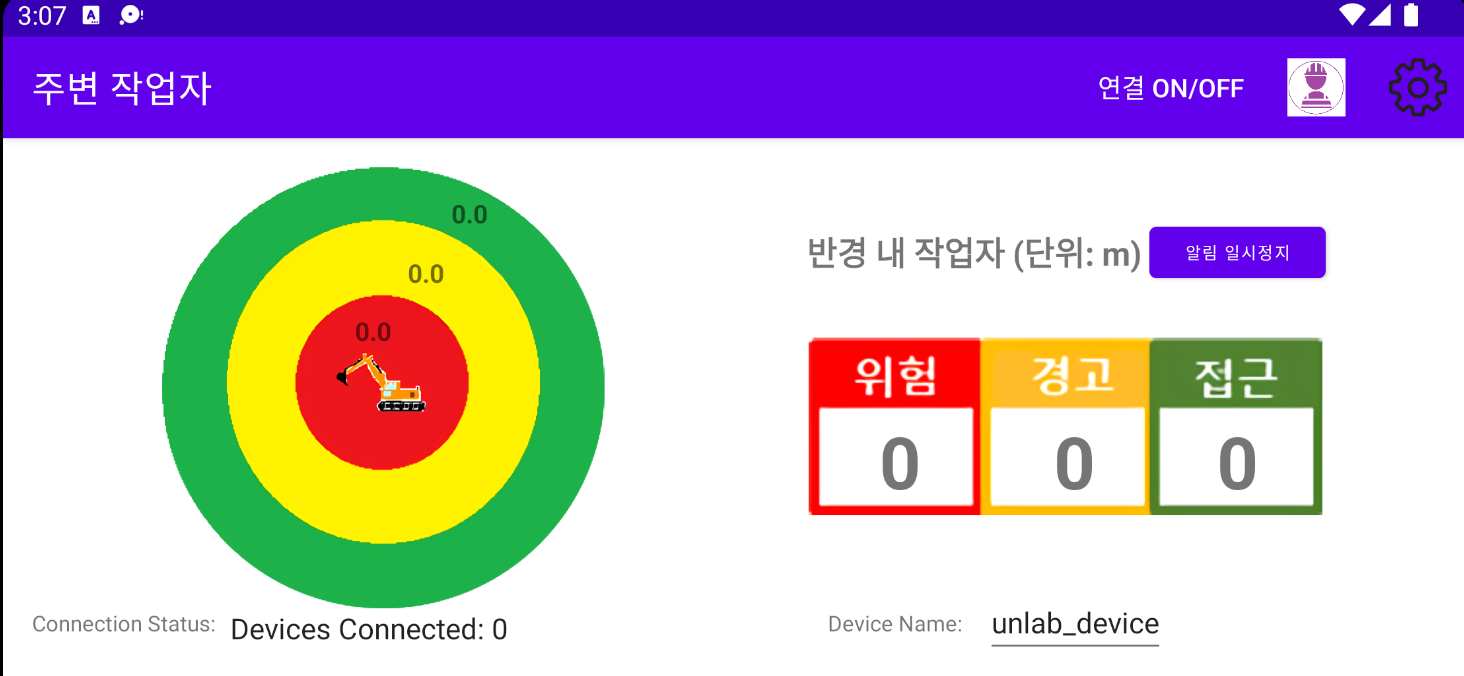 3:07
주변 작업자
연결 ON/OFF
0.0
0.0
0.0
반경 내 작업자 (단위: m)
알림 일시정지
위험 경고 접근
0 0 0
Connection Status: Devices Connected: 0
Device Name: unlab_device